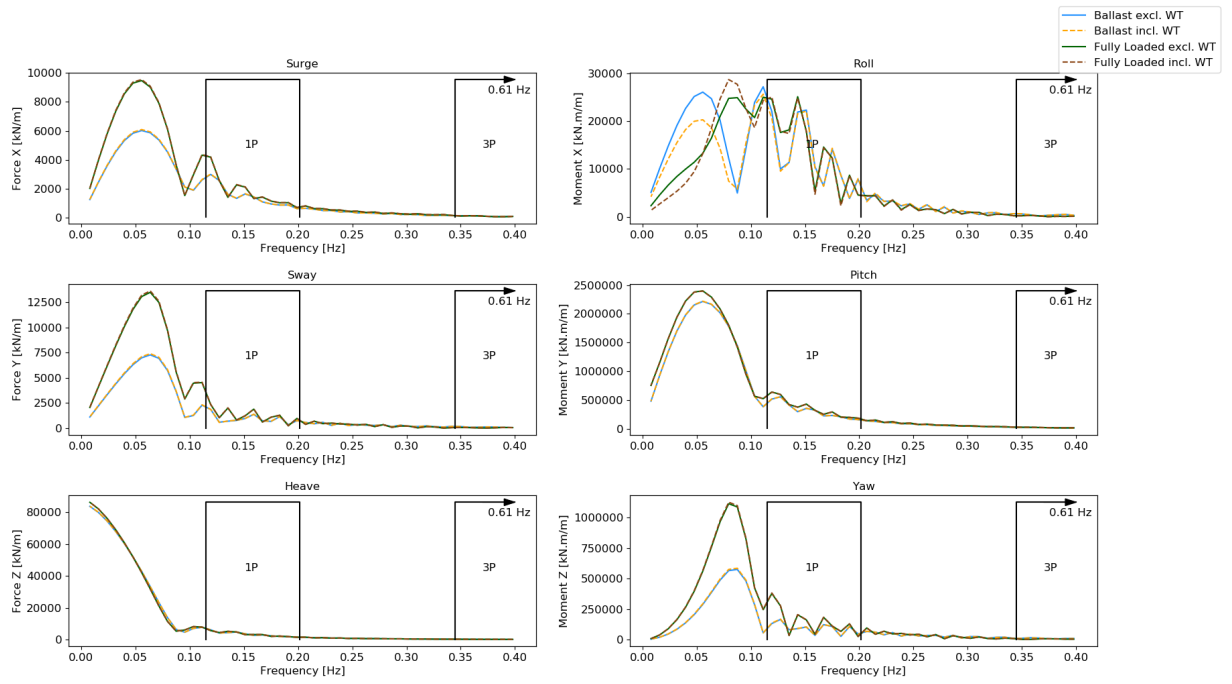 Ballast excl. WT
Ballast incl. WT
Fully Loaded excl. WT
Fully Loaded incl. WT
Surge
Force X [kN/m]
10000
8000
6000
4000
2000
0
1P
3P
0.61 Hz
0.00 0.05 0.10 0.15 0.20 0.25 0.30 0.35 0.40
Frequency [Hz]
Roll
Moment X [kN.m/m]
30000
20000
10000
0
1P
3P
0.61 Hz
0.00 0.05 0.10 0.15 0.20 0.25 0.30 0.35 0.40
Frequency [Hz]
Sway
Force Y [kN/m]
12500
10000
7500
5000
2500
0
1P
3P
0.61 Hz
0.00 0.05 0.10 0.15 0.20 0.25 0.30 0.35 0.40
Frequency [Hz]
Pitch
Moment Y [kN.m/m]
2500000
2000000
1500000
1000000
500000
0
1P
3P
0.61 Hz
0.00 0.05 0.10 0.15 0.20 0.25 0.30 0.35 0.40
Frequency [Hz]
Heave
Force Z [kN/m]
80000
60000
40000
20000
0
1P
3P
0.61 Hz
0.00 0.05 0.10 0.15 0.20 0.25 0.30 0.35 0.40
Frequency [Hz]
Yaw
Moment Z [kN.m/m]
1000000
750000
500000
250000
0
1P
3P
0.61 Hz
0.00 0.05 0.10 0.15 0.20 0.25 0.30 0.35 0.40
Frequency [Hz]